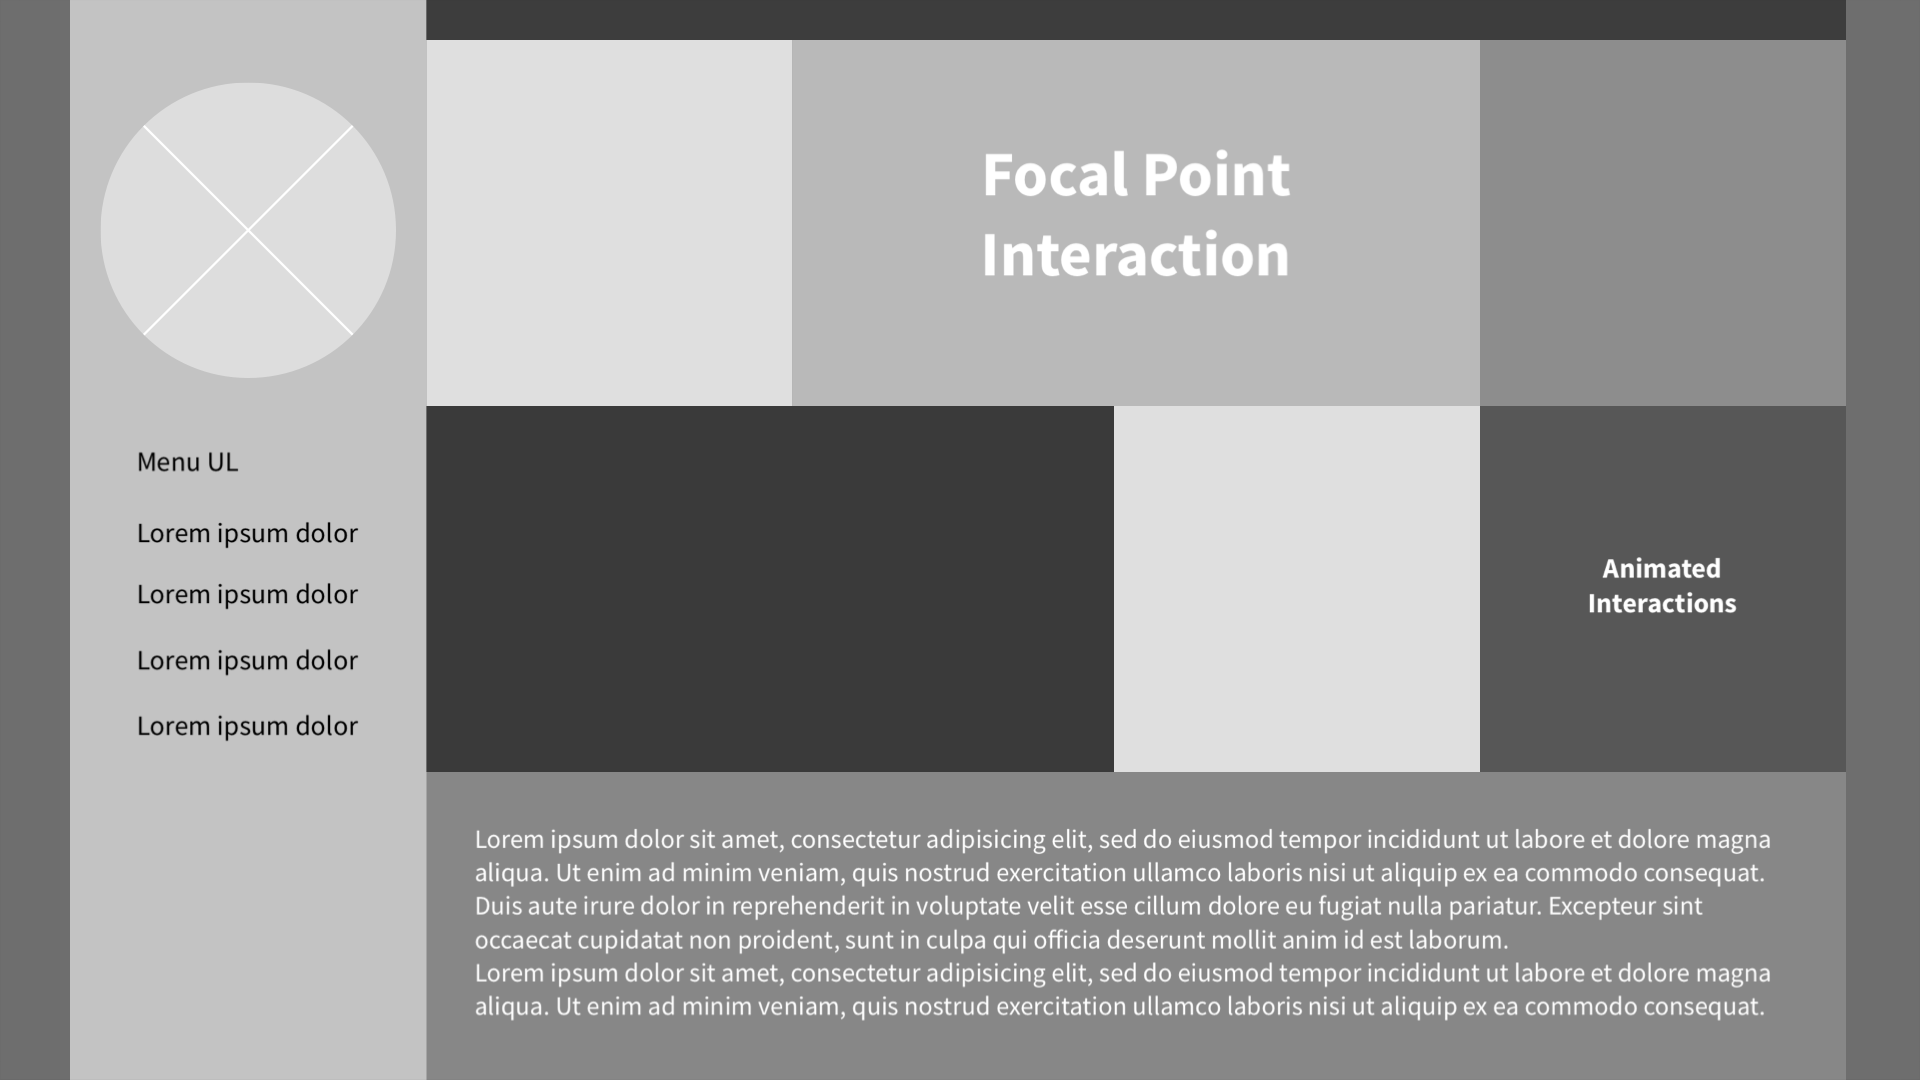 Focal Point
Interaction
Menu UL
Lorem ipsum dolor
Lorem ipsum dolor
Lorem ipsum dolor
Lorem ipsum dolor
Animated
Interactions
Lorem ipsum dolor sit amet, consectetur adipisicing elit, sed do eiusmod tempor incididunt ut labore et dolore magna
aliqua. Ut enim ad minim veniam, quis nostrud exercitation ullamco laboris nisi ut aliquip ex ea commodo consequat.
Duis aute irure dolor in reprehenderit in voluptate velit esse cillum dolore eu fugiat nulla pariatur. Excepteur sint
occaecat cupidatat non proident, sunt in culpa qui officia deserunt mollit anim id est laborum.
Lorem ipsum dolor sit amet, consectetur adipisicing elit, sed do eiusmod tempor incididunt ut labore et dolore magna
aliqua. Ut enim ad minim veniam, quis nostrud exercitation ullamco laboris nisi ut aliquip ex ea commodo consequat.